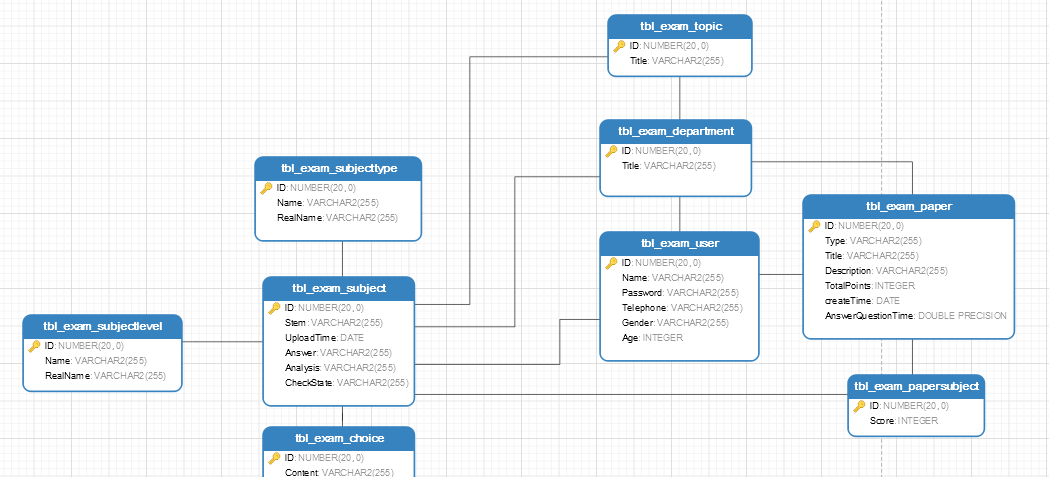 tbl_exam_topic
ID: NUMBER(20, 0)
Title: VARCHAR2(255)
tbl_exam_department
ID: NUMBER(20, 0)
Title: VARCHAR2(255)
tbl_exam_subjecttype
ID: NUMBER(20, 0)
Name: VARCHAR2(255)
RealName: VARCHAR2(255)
tbl_exam_paper
ID: NUMBER(20, 0)
Type: VARCHAR2(255)
Title: VARCHAR2(255)
Description: VARCHAR2(255)
TotalPoints: INTEGER
createTime: DATE
AnswerQuestionTime: DOUBLE PRECISION
tbl_exam_user
ID: NUMBER(20, 0)
Name: VARCHAR2(255)
Password: VARCHAR2(255)
Telephone: VARCHAR2(255)
Gender: VARCHAR2(255)
Age: INTEGER
tbl_exam_subject
ID: NUMBER(20, 0)
Stem: VARCHAR2(255)
UploadTime: DATE
Answer: VARCHAR2(255)
Analysis: VARCHAR2(255)
CheckState: VARCHAR2(255)
tbl_exam_subjectlevel
ID: NUMBER(20, 0)
Name: VARCHAR2(255)
RealName: VARCHAR2(255)
tbl_exam_papersubject
ID: NUMBER(20, 0)
Score: INTEGER
tbl_exam_choice
ID: NUMBER(20, 0)
Content: VARCHAR2(255)